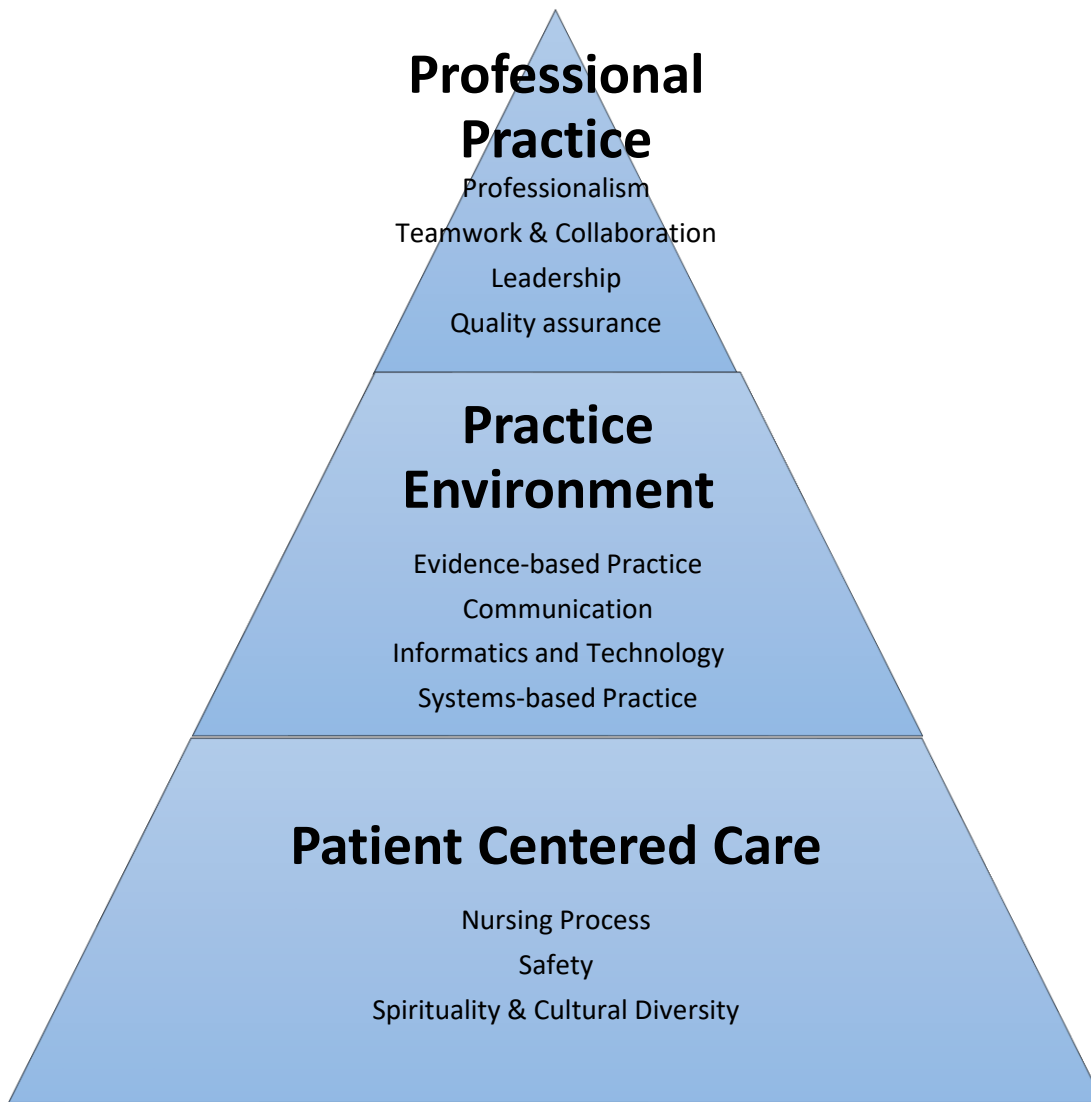 Professional
Practice
Professionalism
Teamwork & Collaboration
Leadership
Quality assurance
Practice
Environment
Evidence-based Practice
Communication
Informatics and Technology
Systems-based Practice
Patient Centered Care
Nursing Process
Safety
Spirituality & Cultural Diversity